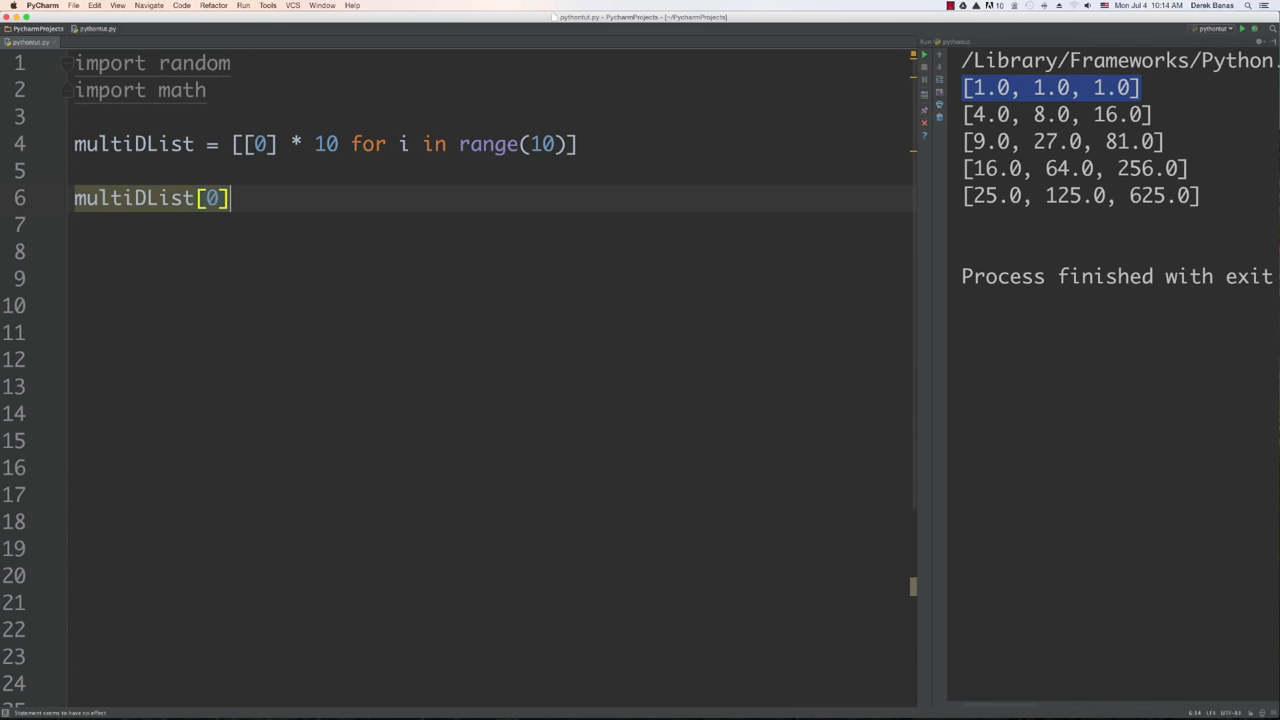 PyCharm File Edit View Navigate Code Refactor Run Tools VCS Window Help 10 Mon Jul 4 10:14 AM Derek Banas
pythontut.py - PycharmProjects - [~/PycharmProjects]
PycharmProjects pythontut.py pythontut
pythontut.py Run pythontut
1 import random
2 import math
3
4 multiDList = [[0] * 10 for i in range(10)]
5
6 multiDList[0]
7
8
9
10
11
12
13
14
15
16
17
18
19
20
21
22
23
24
25
/Library/Frameworks/Python.
[1.0, 1.0, 1.0]
[4.0, 8.0, 16.0]
[9.0, 27.0, 81.0]
[16.0, 64.0, 256.0]
[25.0, 125.0, 625.0]
Process finished with exit
Statement seems to have no effect 6:14 LF‡ UTF-8‡